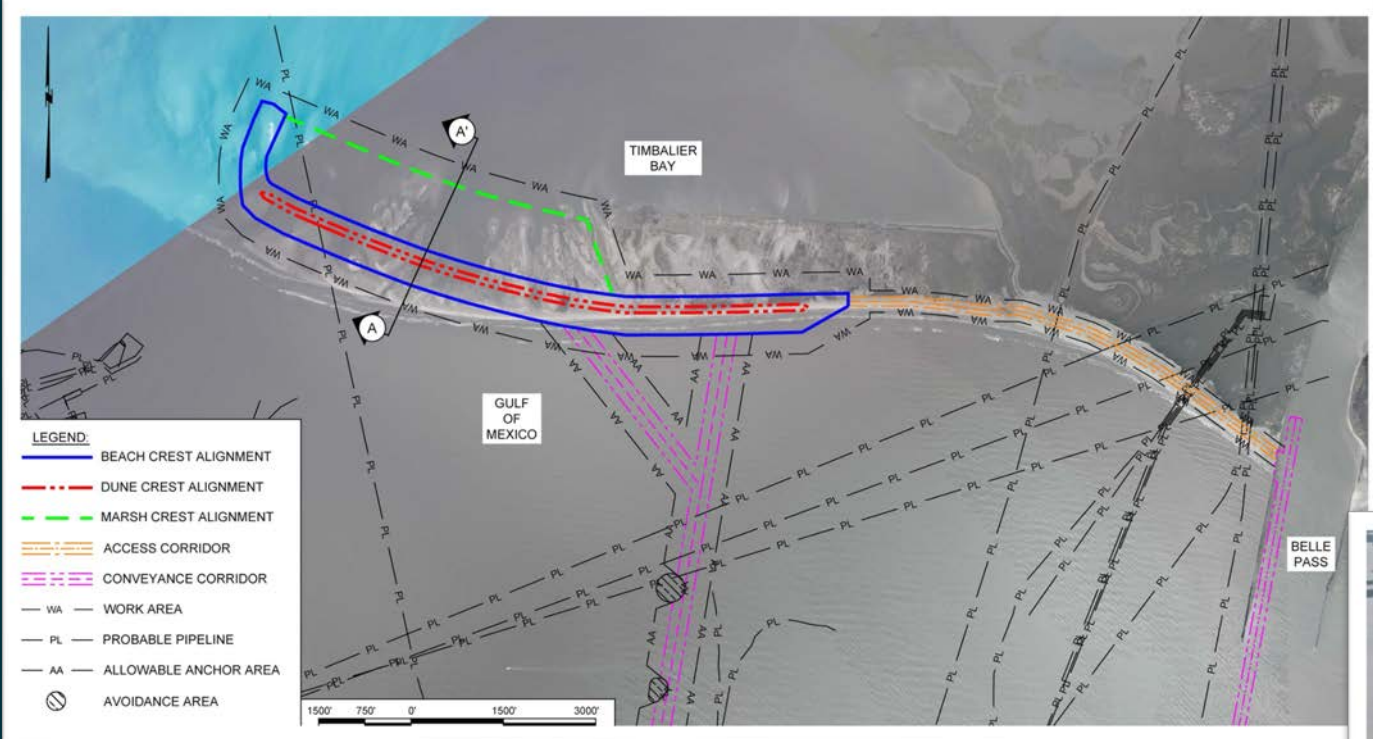 A'
TIMBALIER
BAY
A
GULF
OF
MEXICO
BELLE
PASS
LEGEND:
BEACH CREST ALIGNMENT
DUNE CREST ALIGNMENT
MARSH CREST ALIGNMENT
ACCESS CORRIDOR
CONVEYANCE CORRIDOR
WA WORK AREA
PL PROBABLE PIPELINE
AA ALLOWABLE ANCHOR AREA
AVOIDANCE AREA
1500' 750' 0' 1500' 3000'